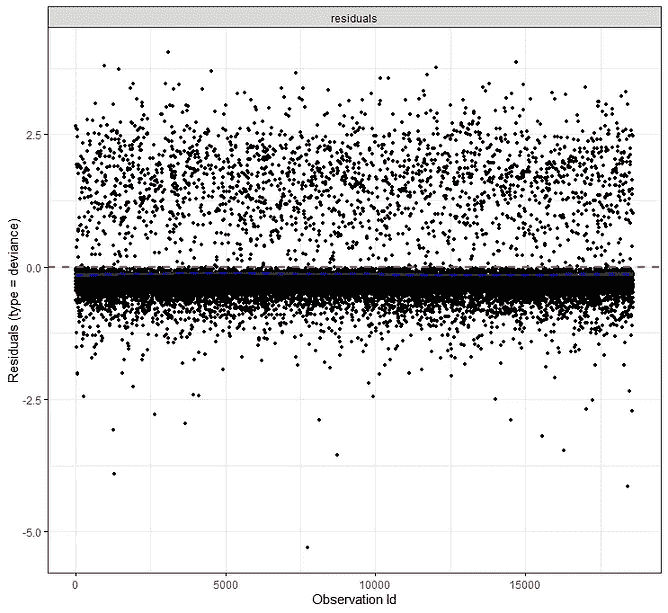 residuals
2.5
0.0
-2.5
-5.0
Residuals (type = deviance)
0
5000
10000
15000
Observation Id